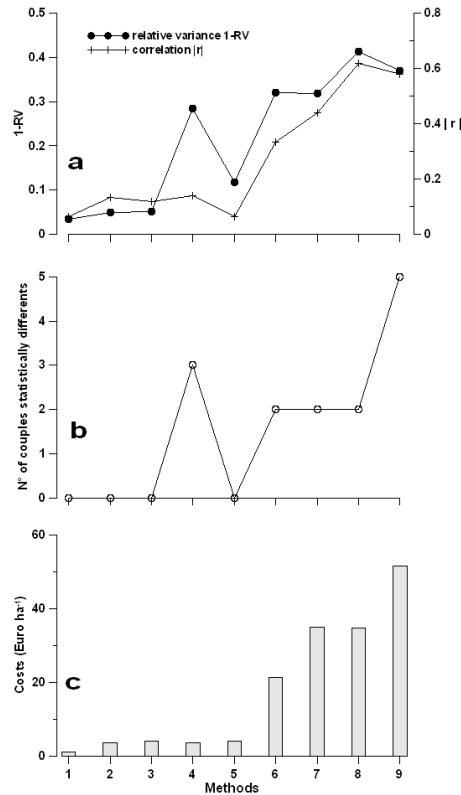 relative variance 1-RV
correlation |r|
0.5
0.4
0.3
0.2
0.1
0
1-RV
0.8
0.6
0.4
0.2
0
| r |
a
5
4
3
2
1
0
N° of couples statistically differents
b
60
40
20
0
Costs (Euro ha-1)
c
1 2 3 4 5 6 7 8 9
Methods